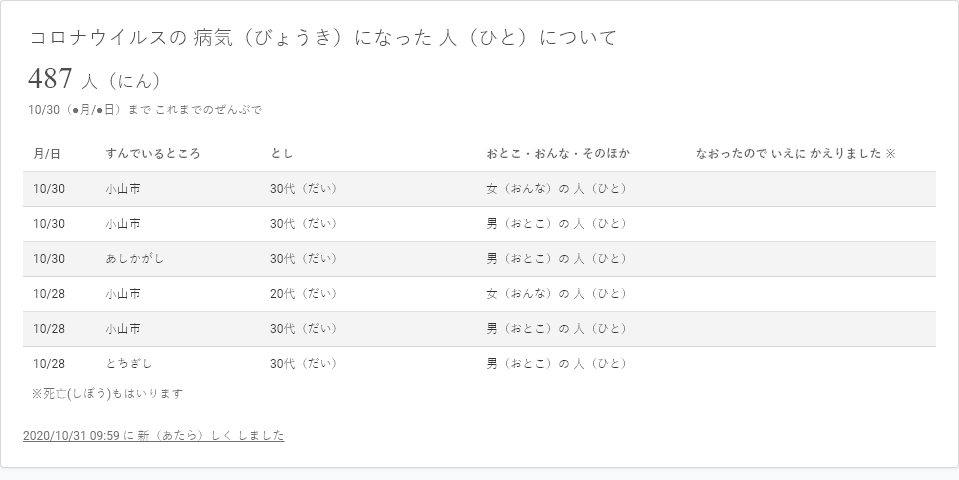 コロナウイルスの 病気（びょうき）になった 人（ひと）について
487 人（にん）
10/30（●月/●日）まで これまでのぜんぶで
月/日 すんでいるところ とし おとこ・おんな・そのほか なおったので いえに かえりました ※
10/30 小山市 30代（だい） 女（おんな）の 人（ひと）
10/30 小山市 30代（だい） 男（おとこ）の 人（ひと）
10/30 あしかがし 30代（だい） 男（おとこ）の 人（ひと）
10/28 小山市 20代（だい） 女（おんな）の 人（ひと）
10/28 小山市 30代（だい） 男（おとこ）の 人（ひと）
10/28 とちぎし 30代（だい） 男（おとこ）の 人（ひと）
※死亡(しぼう)もはいります
2020/10/31 09:59 に 新（あたら）しく しました